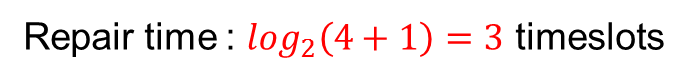 Repair time : log₂(4 + 1) = 3 timeslots